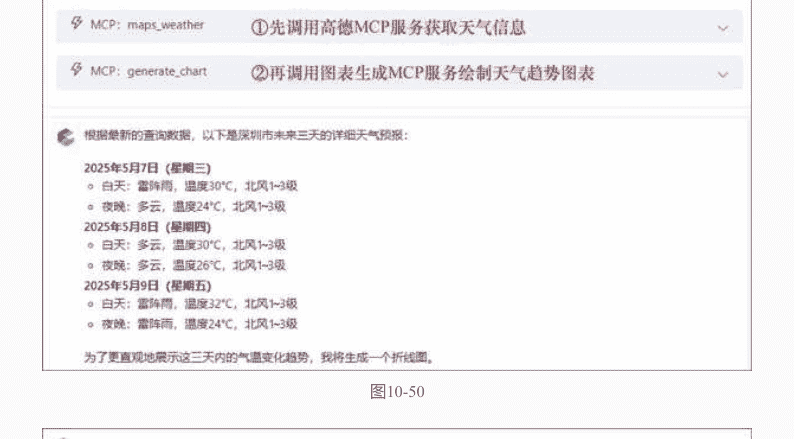 MCP: maps_weather ①先调用高德MCP服务获取天气信息
MCP: generate_chart ②再调用图表生成MCP服务绘制天气趋势图表
根据最新的查询数据，以下是深圳市未来三天的详细天气预报：
2025年5月7日（星期三）
白天：雷阵雨，温度30°C，北风1~3级
夜晚：多云，温度24°C，北风1~3级
2025年5月8日（星期四）
白天：多云，温度30°C，北风1~3级
夜晚：多云，温度26°C，北风1~3级
2025年5月9日（星期五）
白天：雷阵雨，温度32°C，北风1~3级
夜晚：雷阵雨，温度24°C，北风1~3级
为了更直观地展示这三天内的气温变化趋势，我将生成一个折线图。
图10-50